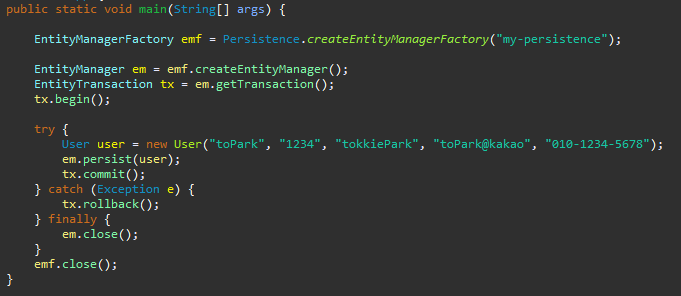 public static void main(String[] args) {
EntityManagerFactory emf = Persistence.createEntityManagerFactory("my-persistence");
EntityManager em = emf.createEntityManager();
EntityTransaction tx = em.getTransaction();
tx.begin();
try {
User user = new User("toPark", "1234", "tokkiePark", "toPark@kakao", "010-1234-5678");
em.persist(user);
tx.commit();
} catch (Exception e) {
tx.rollback();
} finally {
em.close();
}
emf.close();
}